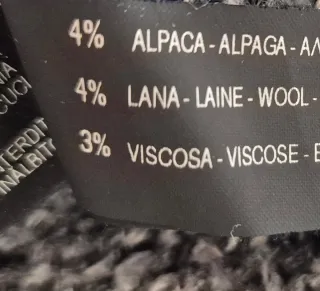 4% ALPACA - ALPAGA -
4% LANA - LAINE - WOOL -
3% VISCOSA - VISCOSE -